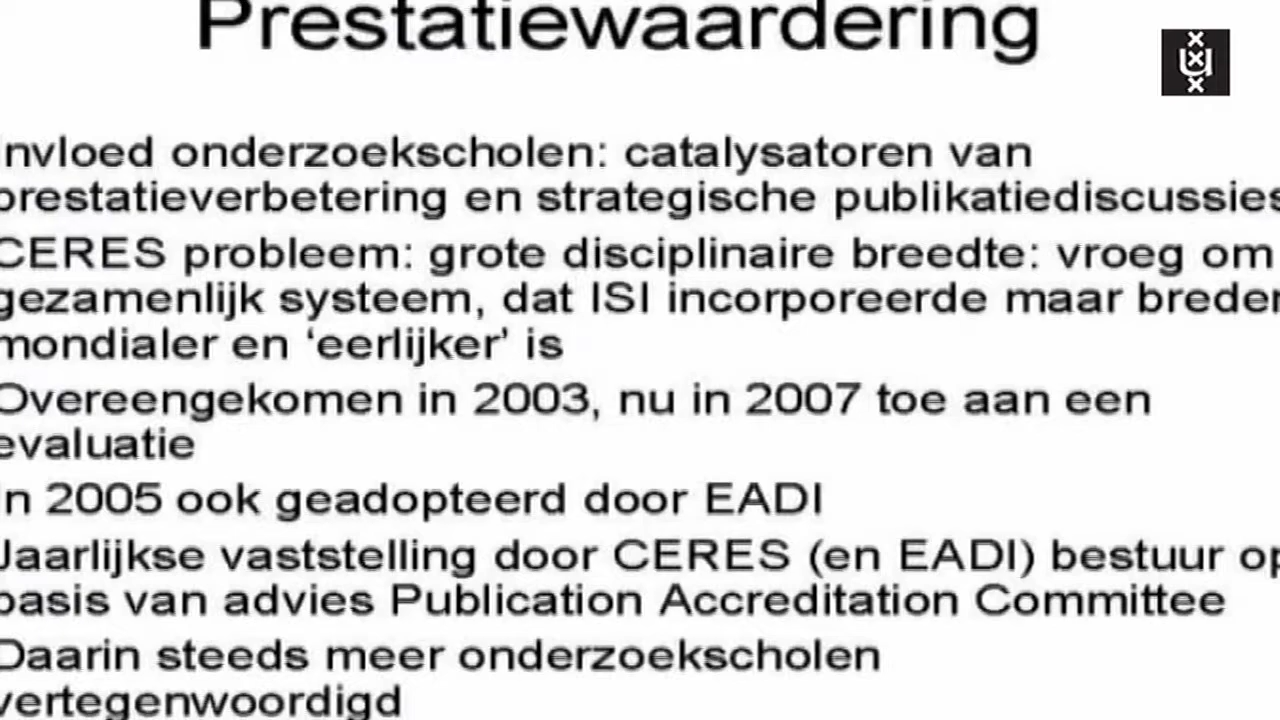 Prestatiewaardering
Invloed onderzoekscholen: catalysatoren van
prestatieverbetering en strategische publikatiediscussies
CERES probleem: grote disciplinaire breedte: vroeg om
gezamenlijk systeem, dat ISI incorporeerde maar breder
mondialer en ‘eerlijker’ is
Overeengekomen in 2003, nu in 2007 toe aan een
evaluatie
In 2005 ook geadopteerd door EADI
Jaarlijkse vaststelling door CERES (en EADI) bestuur op
basis van advies Publication Accreditation Committee
Daarin steeds meer onderzoekscholen
vertegenwoordigd